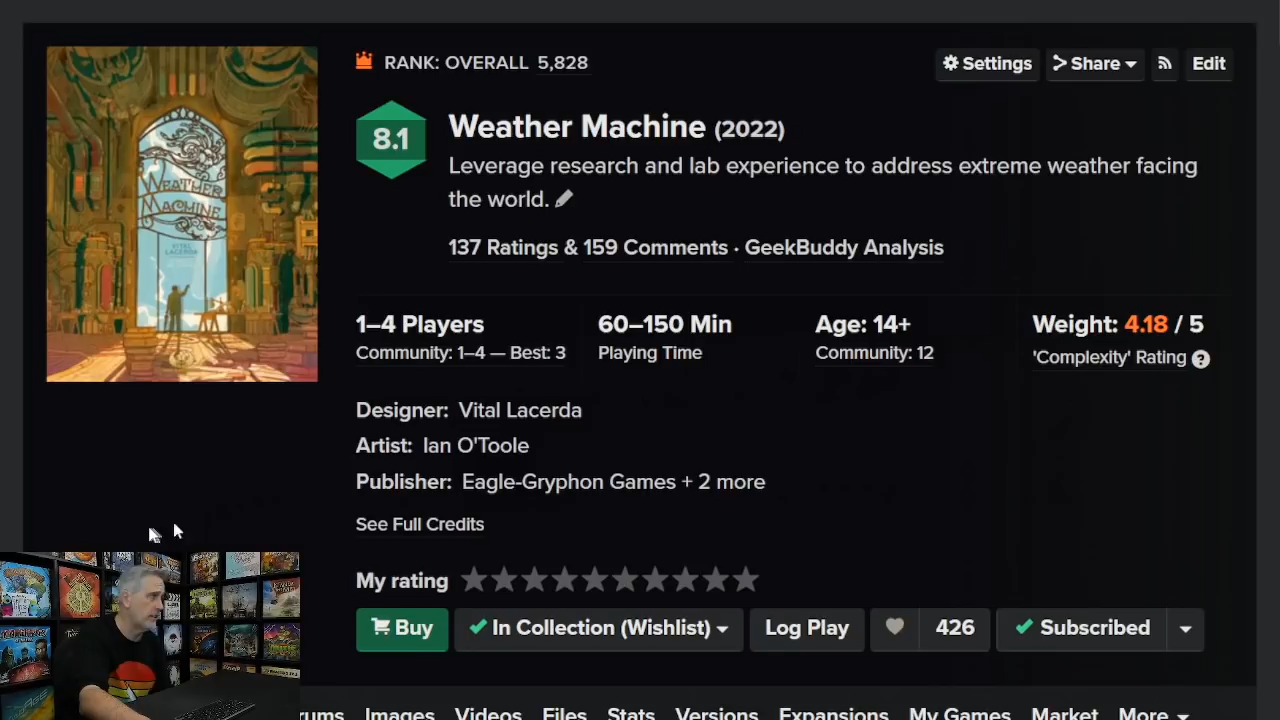 RANK: OVERALL 5,828
Settings
Share
Edit
8.1
Weather Machine (2022)
Leverage research and lab experience to address extreme weather facing
the world.
137 Ratings & 159 Comments · GeekBuddy Analysis
WEATHER
MACHINE
VITAL
LACERDA
1–4 Players
60–150 Min
Age: 14+
Weight: 4.18 / 5
Community: 1–4 — Best: 3
Playing Time
Community: 12
'Complexity' Rating ?
Designer: Vital Lacerda
Artist: Ian O'Toole
Publisher: Eagle-Gryphon Games + 2 more
See Full Credits
My rating
Buy
In Collection (Wishlist)
Log Play
426
Subscribed
Images
Videos
Files
Stats
Versions
Expansions
My Games
Market
More